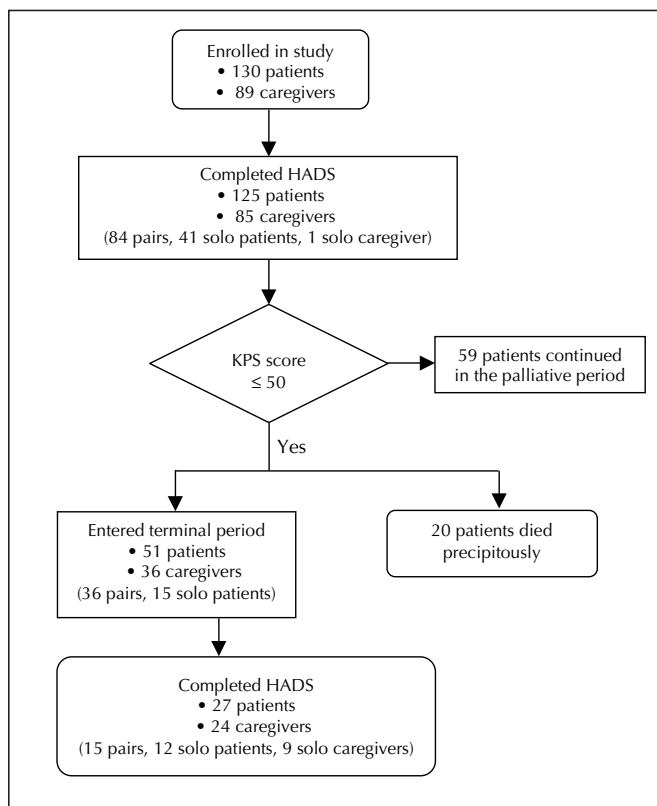 Enrolled in study
• 130 patients
• 89 caregivers
Completed HADS
• 125 patients
• 85 caregivers
(84 pairs, 41 solo patients, 1 solo caregiver)
KPS score
≤ 50
59 patients continued
in the palliative period
Yes
Entered terminal period
• 51 patients
• 36 caregivers
(36 pairs, 15 solo patients)
20 patients died
precipitously
Completed HADS
• 27 patients
• 24 caregivers
(15 pairs, 12 solo patients, 9 solo caregivers)